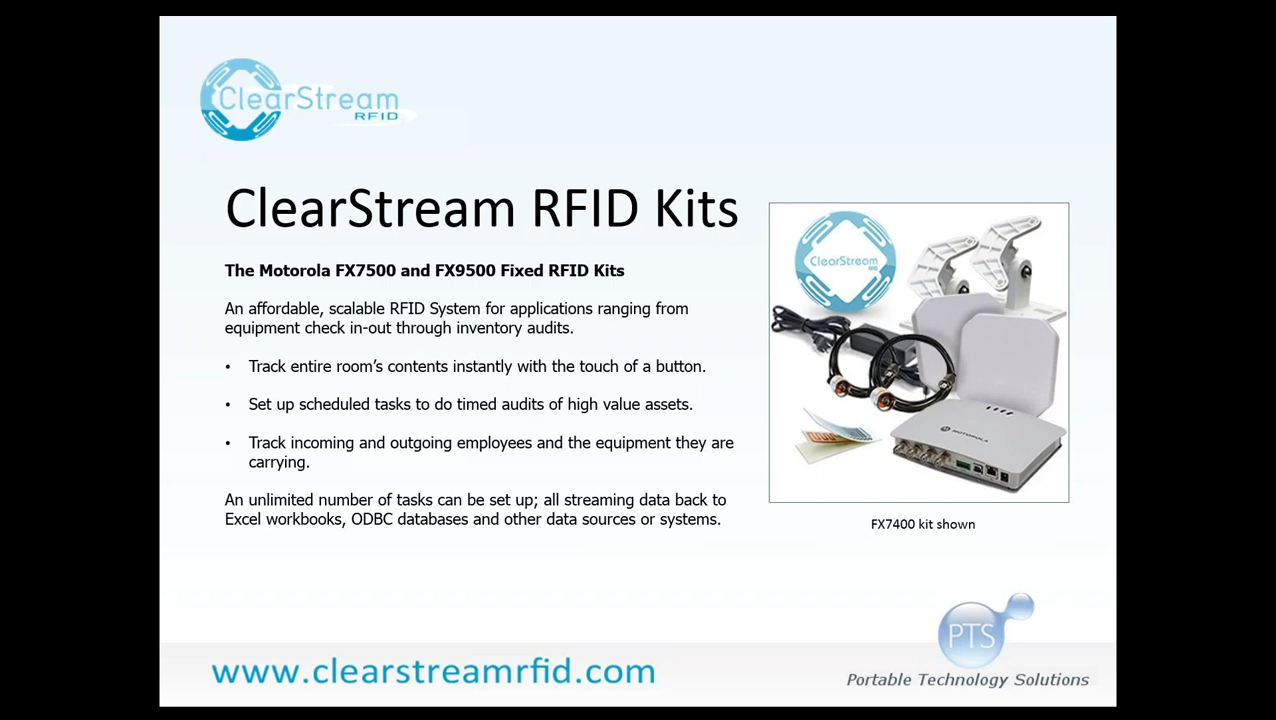 ClearStream
RFID
ClearStream RFID Kits
The Motorola FX7500 and FX9500 Fixed RFID Kits
An affordable, scalable RFID System for applications ranging from
equipment check in-out through inventory audits.
• Track entire room's contents instantly with the touch of a button.
• Set up scheduled tasks to do timed audits of high value assets.
• Track incoming and outgoing employees and the equipment they are
carrying.
An unlimited number of tasks can be set up; all streaming data back to
Excel workbooks, ODBC databases and other data sources or systems.
ClearStream
RFID
MOTOROLA
FX7400 kit shown
PTS
www.clearstreamrfid.com
Portable Technology Solutions